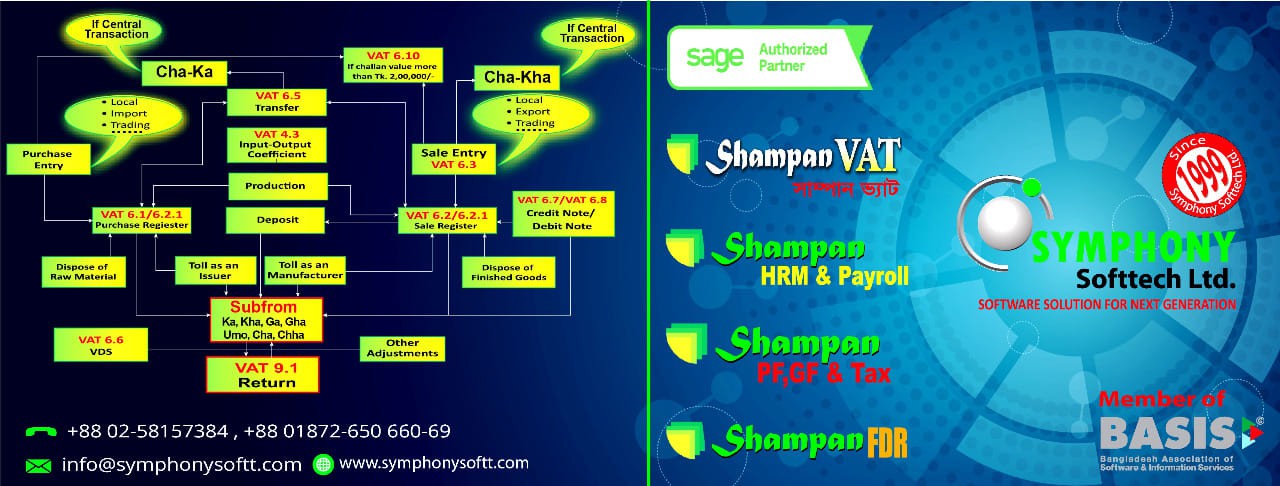 If Central
Transaction
If Central
Transaction
Cha-Ka
VAT 6.10
If challan value more
than Tk. 2,00,000/-
Cha-Kha
• Local
• Import
• Trading
VAT 6.5
Transfer
• Local
• Export
• Trading
VAT 4.3
Input-Output
Coefficient
Purchase
Entry
Sale Entry
VAT 6.3
Production
VAT 6.1/6.2.1
Purchase Regiester
Deposit
VAT 6.2/6.2.1
Sale Register
VAT 6.7/VAT 6.8
Credit Note/
Debit Note
Dispose of
Raw Material
Toll as an
Issuer
Toll as an
Manufacturer
Dispose of
Finished Goods
Subfrom
Ka, Kha, Ga, Gha
Umo, Cha, Chha
VAT 6.6
VDS
Other
Adjustments
VAT 9.1
Return
+88 02-58157384 , +88 01872-650 660-69
info@symphonysoftt.com www.symphonysoftt.com
sage Authorized
Partner
Shampan VAT
সাম্পান ভ্যাট
Shampan
HRM & Payroll
Shampan
PF,GF & Tax
Shampan FDR
Since
1999
Symphony Softech Ltd
SYMPHONY
Softtech Ltd.
SOFTWARE SOLUTION FOR NEXT GENERATION
Member of
BASIS
©
Bangladesh Association of
Software & Information Services